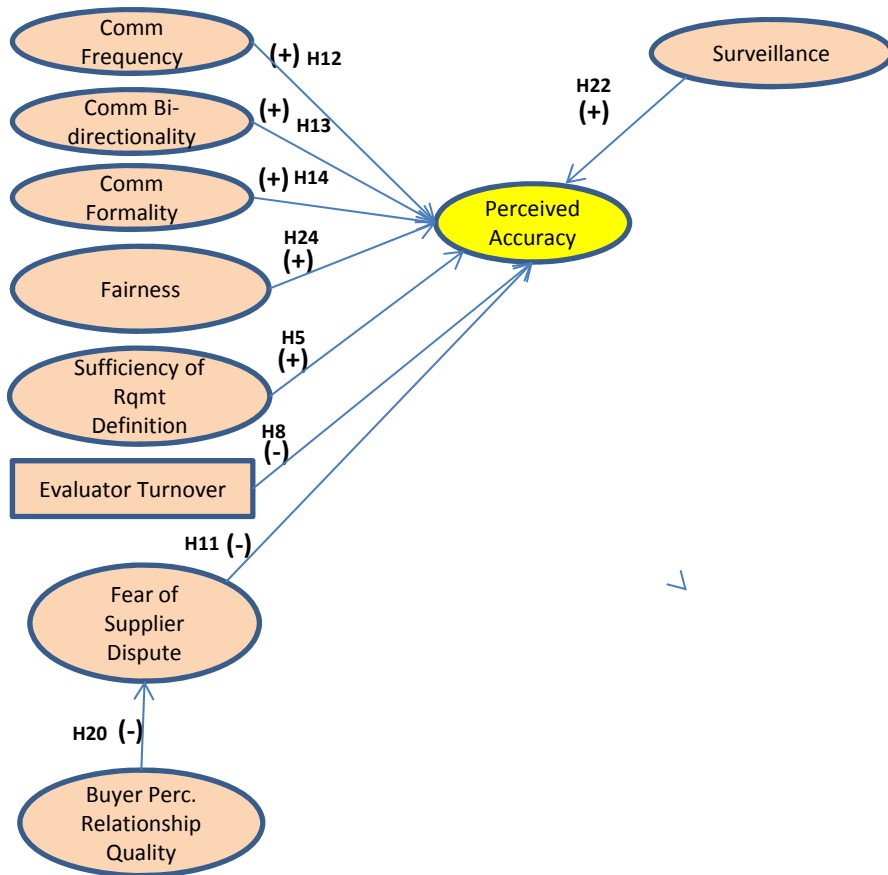 Comm
Frequency
(+) H12
Surveillance
H22
(+)
Comm Bi-
directionality
(+) H13
Comm
Formality
(+) H14
Perceived
Accuracy
H24
(+)
Fairness
H5
(+)
Sufficiency of
Rqmt
Definition
H8
(-)
Evaluator Turnover
H11 (-)
Fear of
Supplier
Dispute
H20 (-)
Buyer Perc.
Relationship
Quality